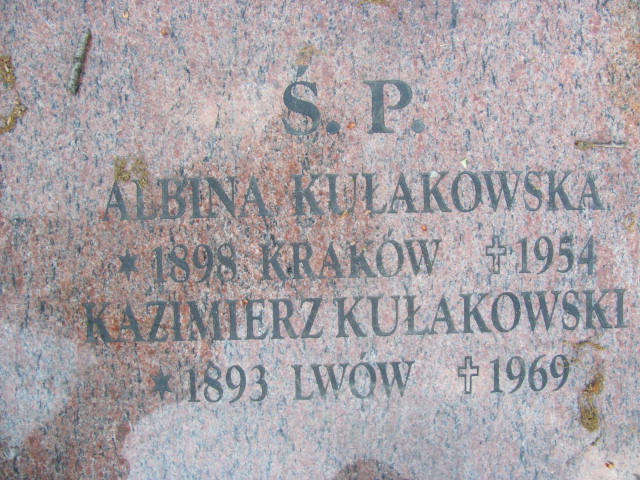 Ś. P.
ALBINA KUŁAKOWSKA
* 1898 KRAKÓW ✝ 1954
KAZIMIERZ KUŁAKOWSKI
* 1893 LWÓW ✝ 1969